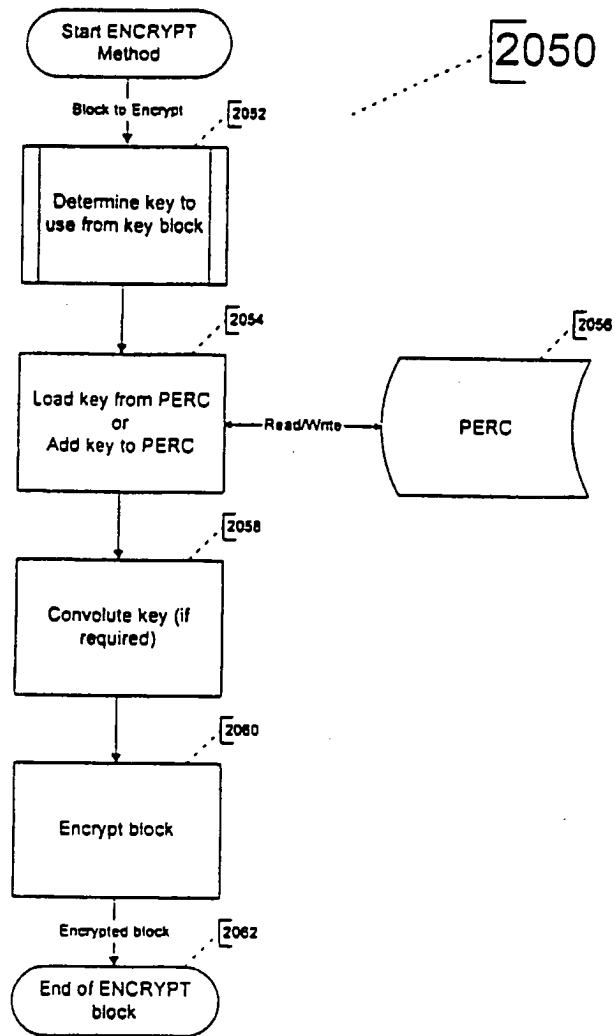 Start ENCRYPT
Method
2050
Block to Encrypt
2052
Determine key to
use from key block
2054
2056
Load key from PERC
or
Add key to PERC
Read/Write
PERC
2058
Convolute key (if
required)
2060
Encrypt block
Encrypted block
2062
End of ENCRYPT
block